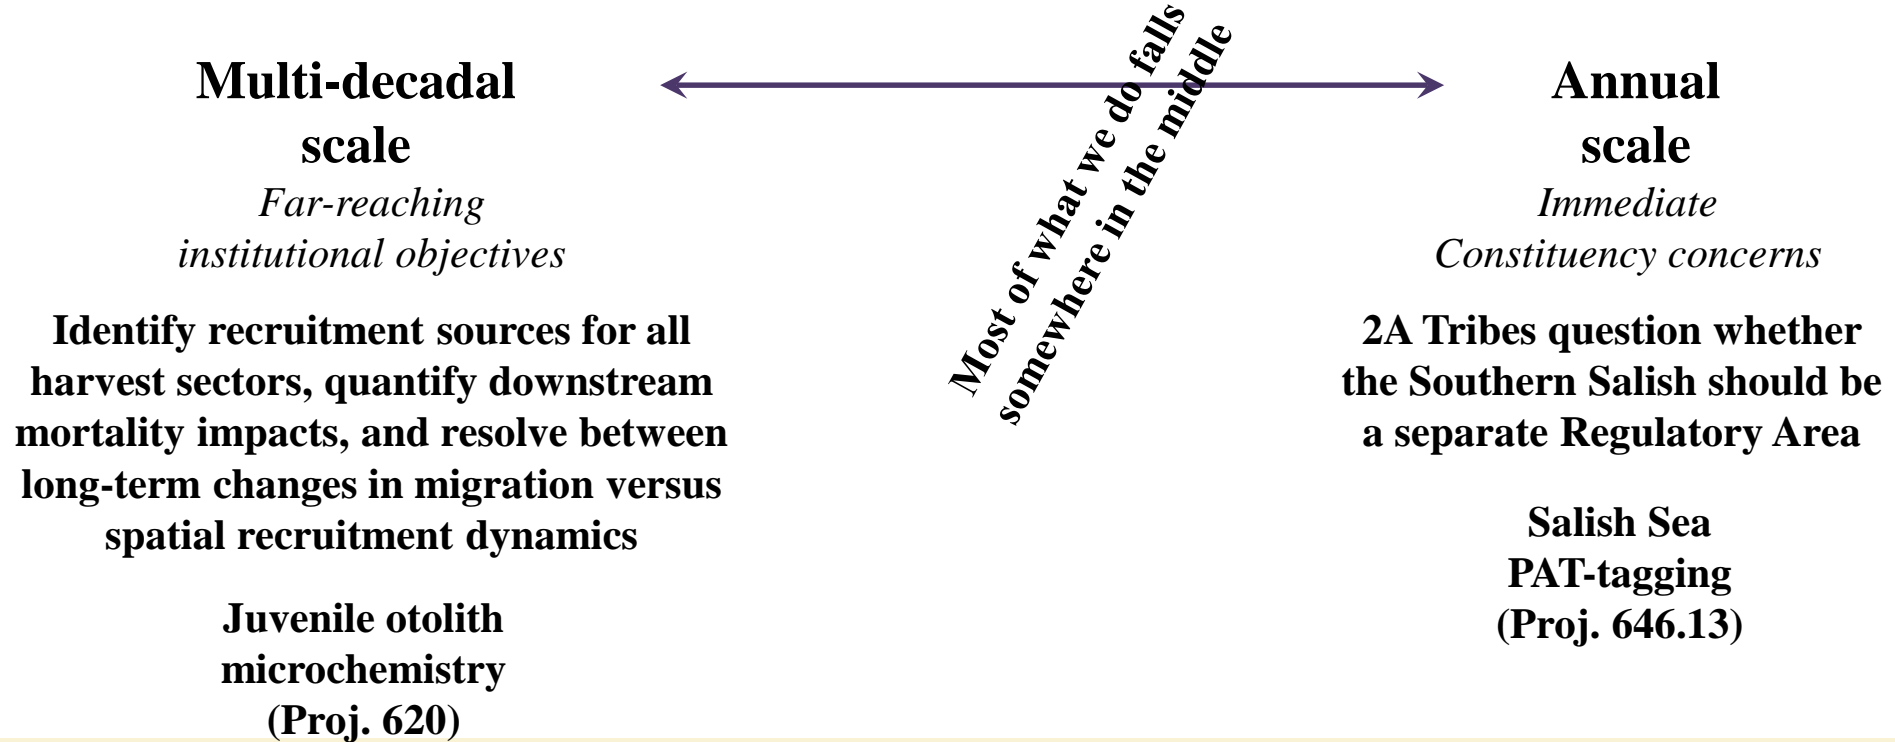 Multi-decadal
scale
Far-reaching
institutional objectives
Identify recruitment sources for all
harvest sectors, quantify downstream
mortality impacts, and resolve between
long-term changes in migration versus
spatial recruitment dynamics
Juvenile otolith
microchemistry
(Proj. 620)
Most of what we do falls
somewhere in the middle
Annual
scale
Immediate
Constituency concerns
2A Tribes question whether
the Southern Salish should be
a separate Regulatory Area
Salish Sea
PAT-tagging
(Proj. 646.13)